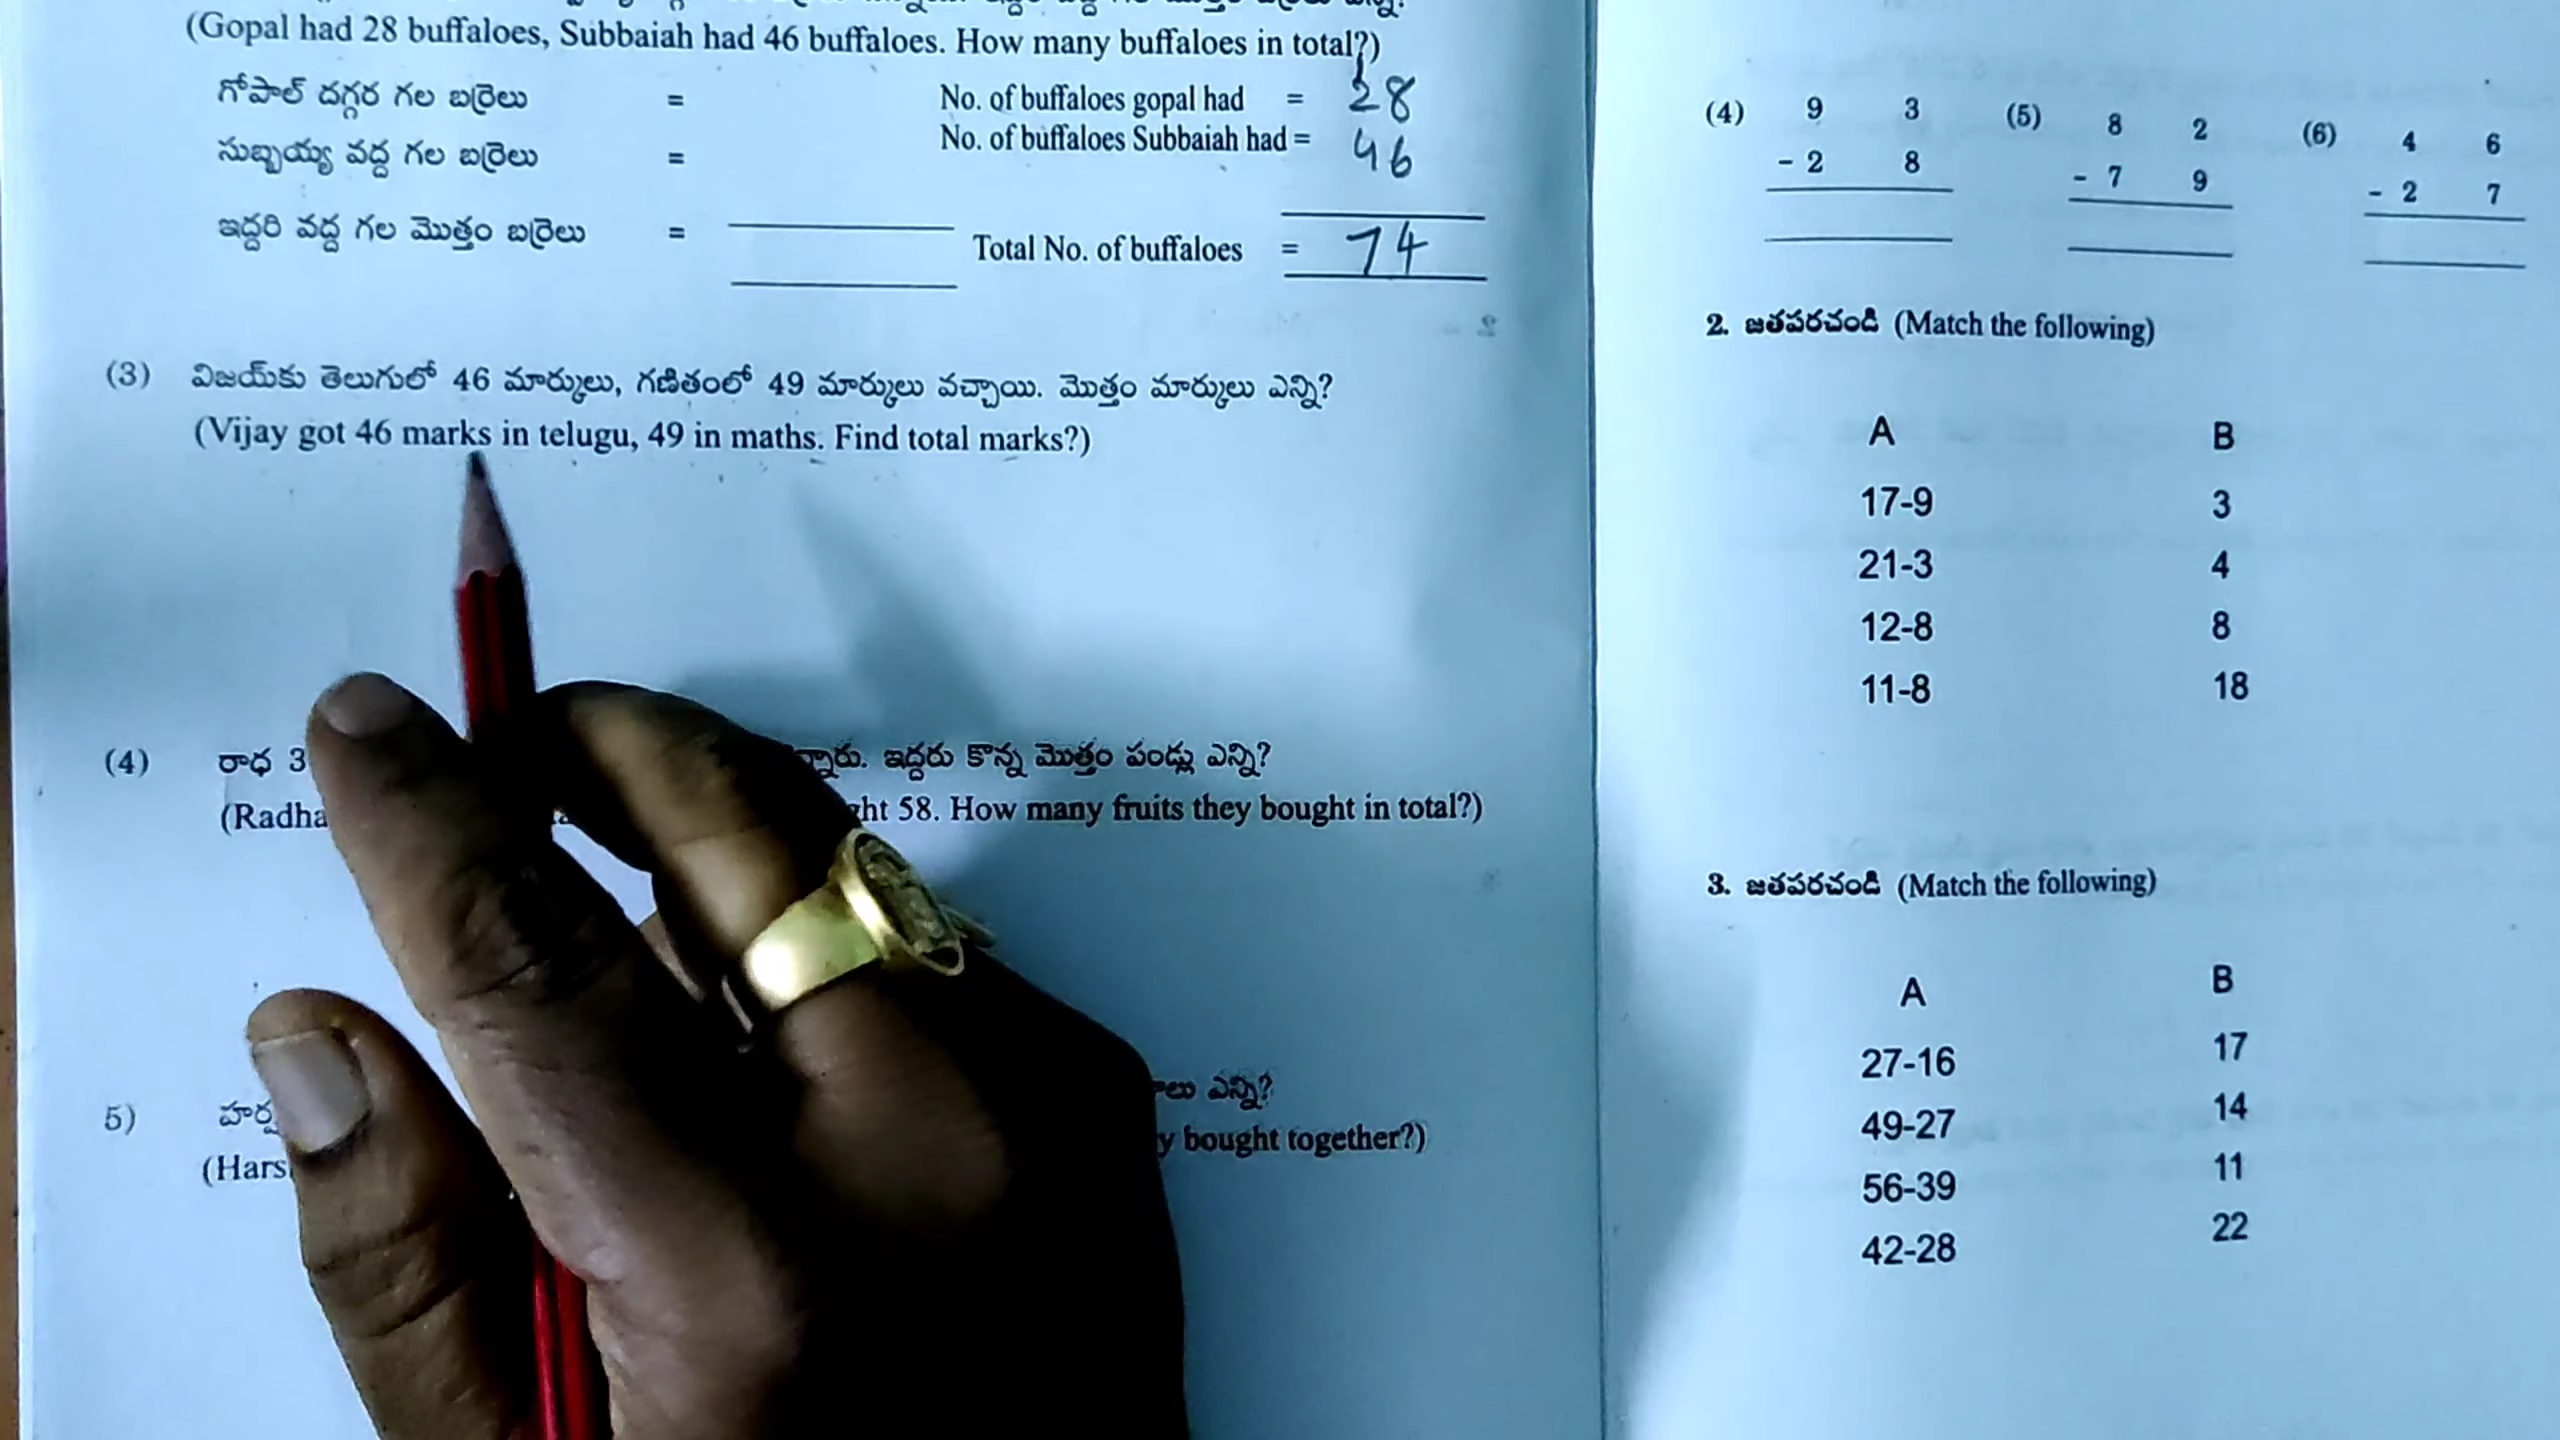 (Gopal had 28 buffaloes, Subbaiah had 46 buffaloes. How many buffaloes in total?)
గోపాల్ దగ్గర గల బర్రెలు =
No. of buffaloes gopal had = 28
సుబ్బయ్య వద్ద గల బర్రెలు =
No. of buffaloes Subbaiah had = 46
ఇద్దరి వద్ద గల మొత్తం బర్రెలు =
Total No. of buffaloes = 74
(3) విజయ్‌కు తెలుగులో 46 మార్కులు, గణితంలో 49 మార్కులు వచ్చాయి. మొత్తం మార్కులు ఎన్ని?
(Vijay got 46 marks in telugu, 49 in maths. Find total marks?)
(4) రాధ 3 ఇద్దరు కొన్న మొత్తం పండ్లు ఎన్ని?
(Radha 58. How many fruits they bought in total?)
5) ఎన్ని?
bought together?)
(4) 9 3 (5) 8 2 (6) 4 6
- 2 8 - 7 9 - 2 7
2. జతపరచండి (Match the following)
A B
17-9 3
21-3 4
12-8 8
11-8 18
3. జతపరచండి (Match the following)
A B
27-16 17
49-27 14
56-39 11
42-28 22